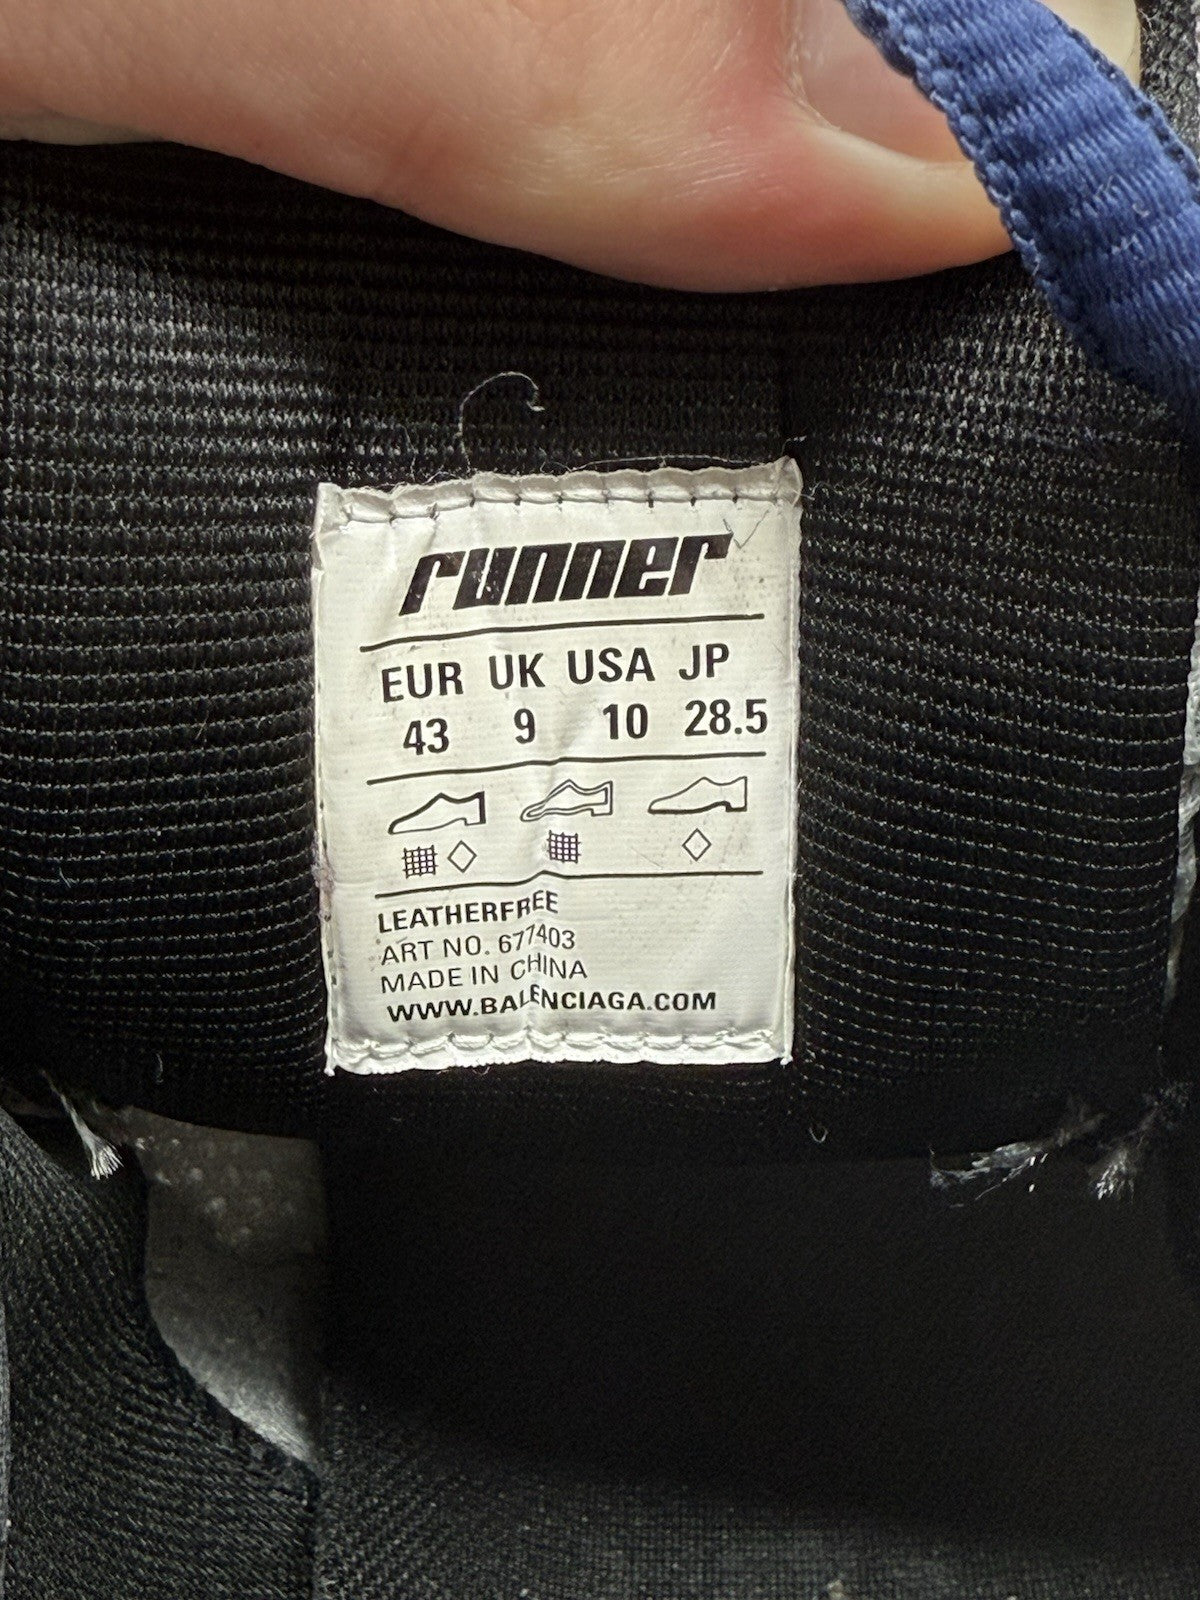 runner
EUR UK USA JP
43 9 10 28.5
LEATHERFREE
ART NO. 677403
MADE IN CHINA
WWW.BALENCIAGA.COM